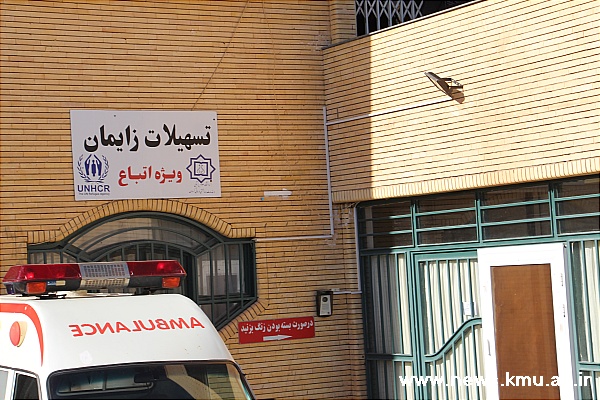 تسهیلات زایمان
ویژه اتباع
UNHCR
درصورت بسته بودن زنگ بزنید
AMBULANCE
www.news.kmu.ac.ir